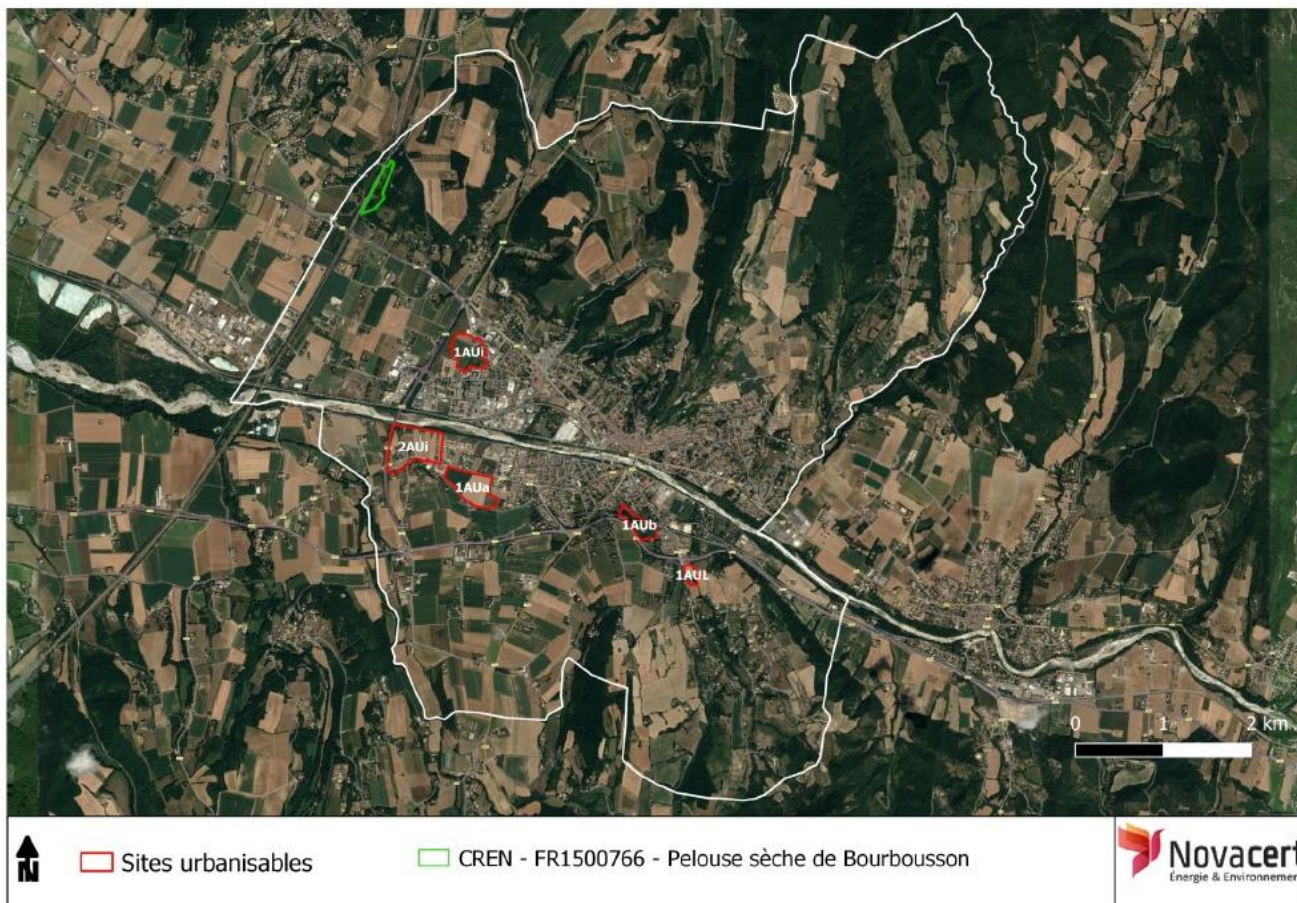 1AUi
2AUi
1AUa
1AUb
1AUL
0 1 2 km
Sites urbanisables
CREN - FR1500766 - Pelouse sèche de Bourbousson
Novacert
Énergie & Environnement